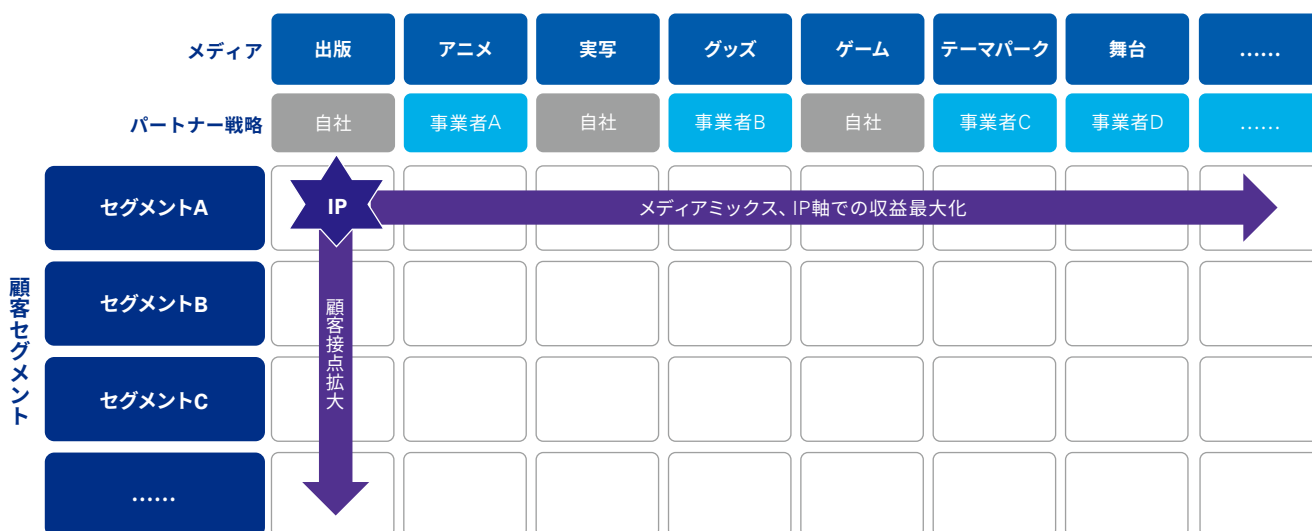 メディア 出版 アニメ 実写 グッズ ゲーム テーマパーク 舞台 ……
パートナー戦略 自社 事業者A 自社 事業者B 自社 事業者C 事業者D ……
顧客セグメント
セグメントA
IP
メディアミックス、IP軸での収益最大化
セグメントB
顧客接点拡大
セグメントC
……